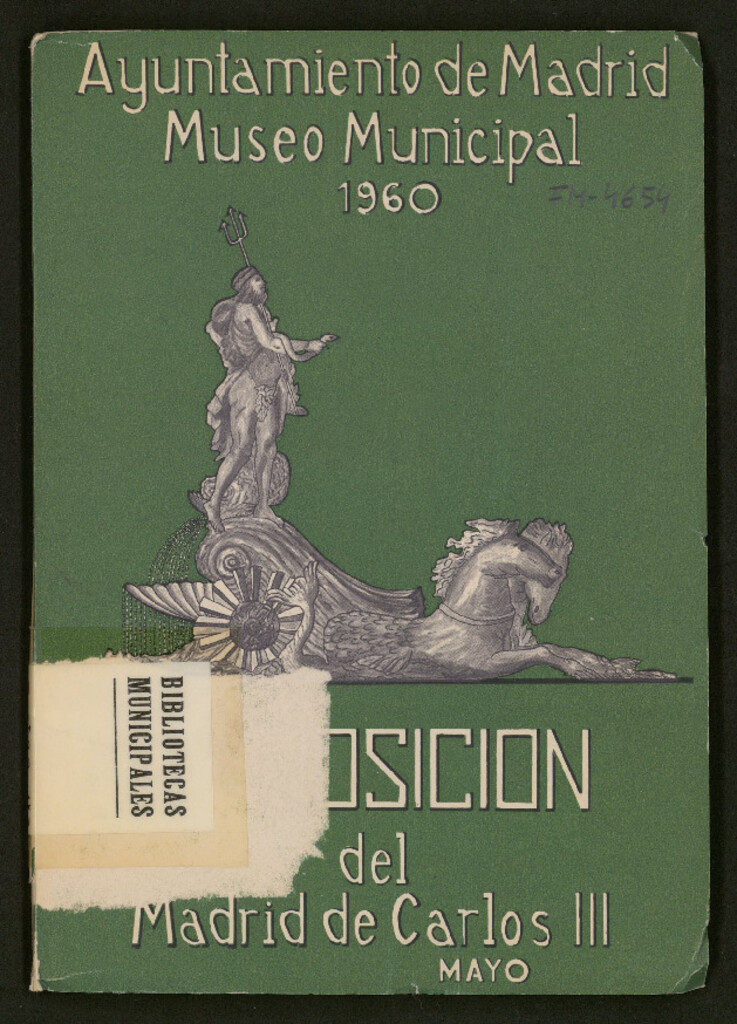 Ayuntamiento de Madrid
Museo Municipal
1960
FM-4654
BIBLIOTECAS
MUNICIPALES
OSICION
del
Madrid de Carlos III
MAYO